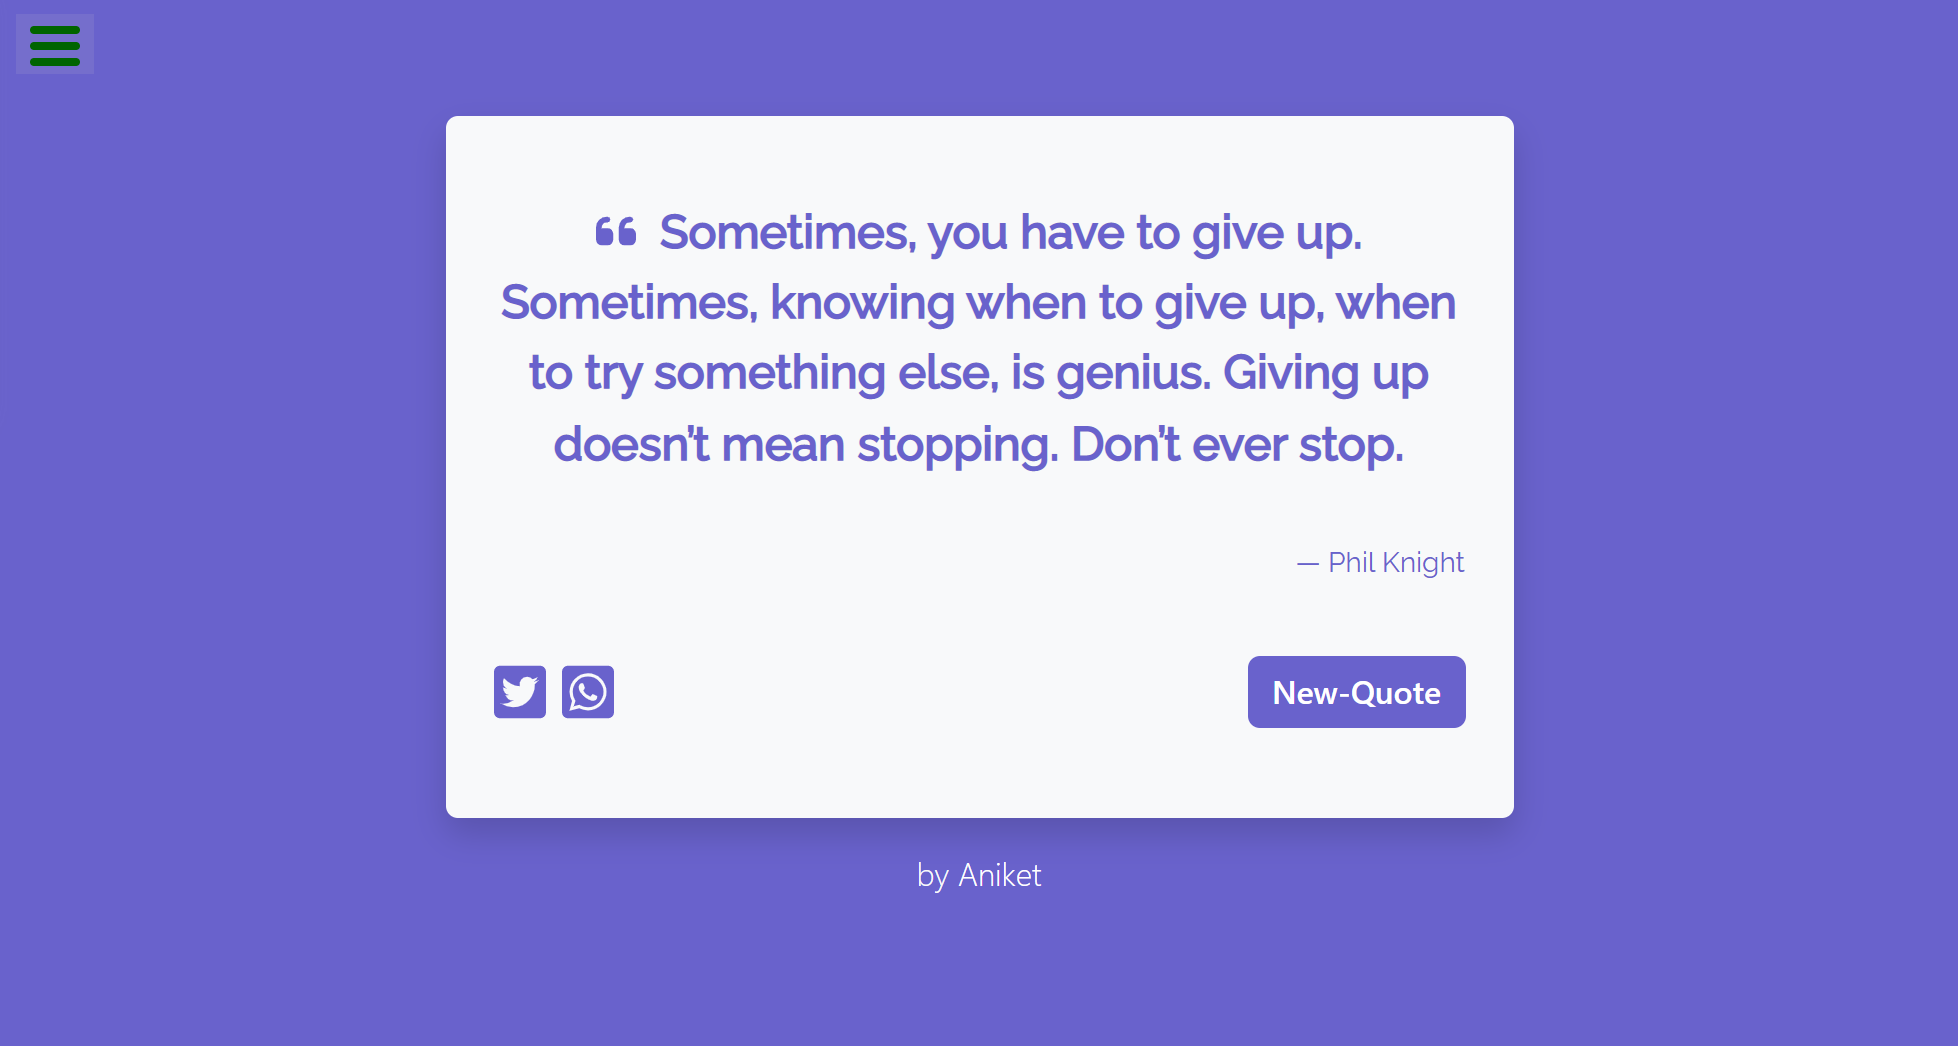 “ Sometimes, you have to give up.
Sometimes, knowing when to give up, when
to try something else, is genius. Giving up
doesn’t mean stopping. Don’t ever stop.
— Phil Knight
New-Quote
by Aniket